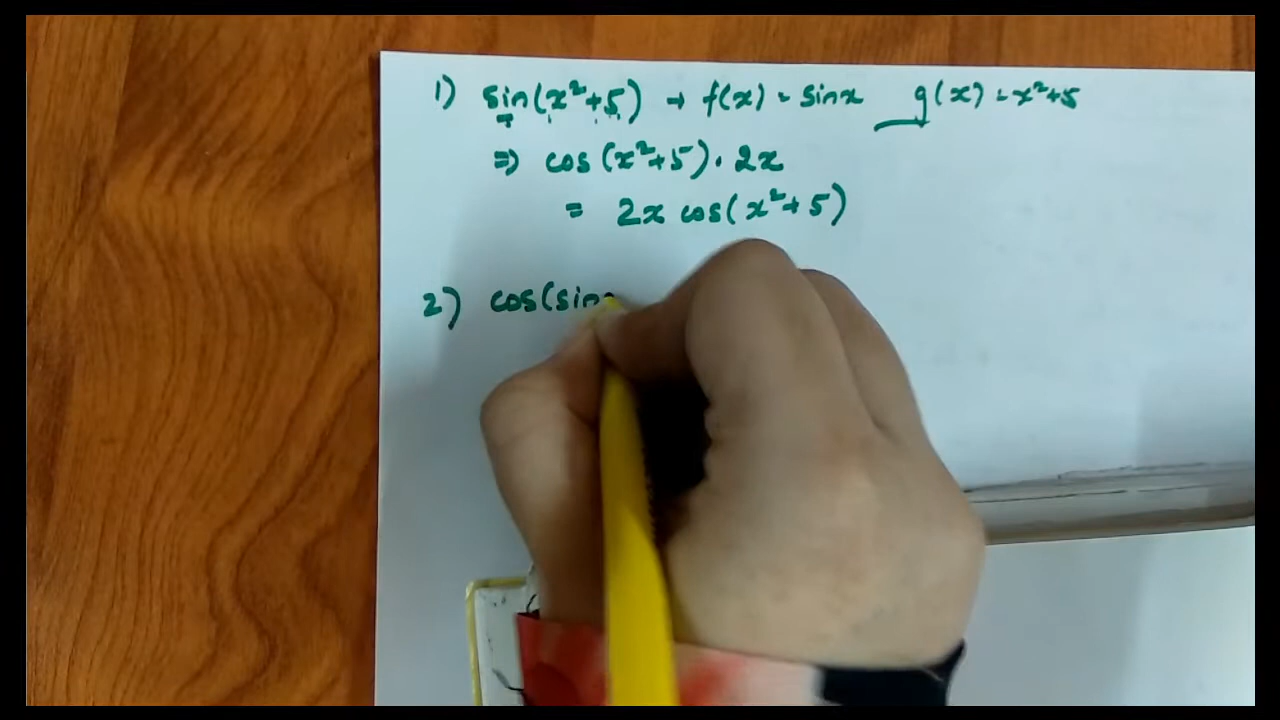 1) sin(x²+5) → f(x) = sinx g(x) = x²+5
⇒ cos(x²+5) · 2x
= 2x cos(x²+5)
2) cos(sin